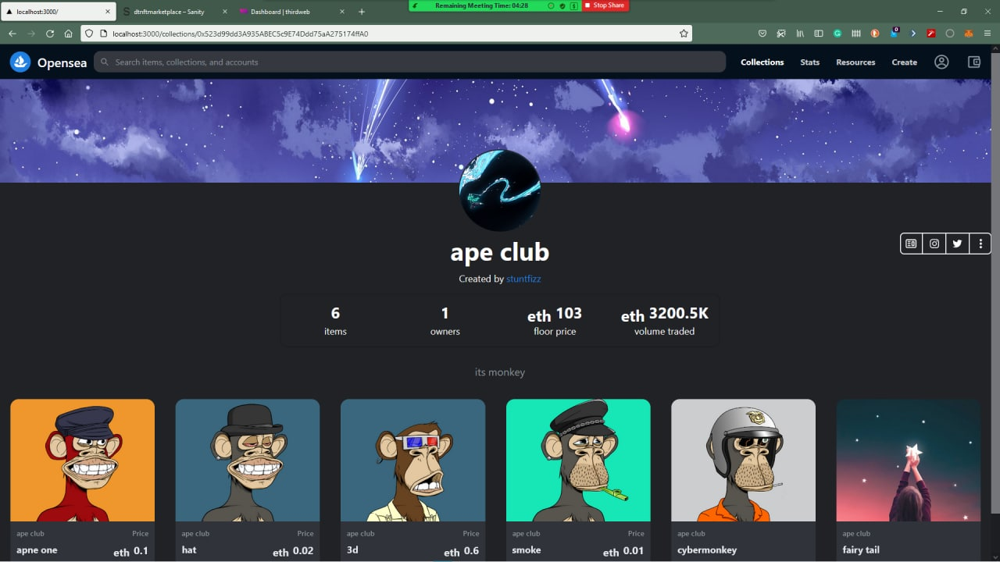 Remaining Meeting Time: 04:28 Stop Share
localhost:3000/ dtnftmarketplace – Sanity Dashboard | thirdweb
localhost:3000/collections/0x523d99dd3A935ABEC5c9E74Ddd75aA275174ffA0
Opensea Search items, collections, and accounts Collections Stats Resources Create
ape club
Created by stuntfizz
6 1 eth 103 eth 3200.5K
items owners floor price volume traded
its monkey
ape club Price ape club Price ape club Price ape club Price ape club ape club
apne one eth 0.1 hat eth 0.02 3d eth 0.6 smoke eth 0.01 cybermonkey fairy tail